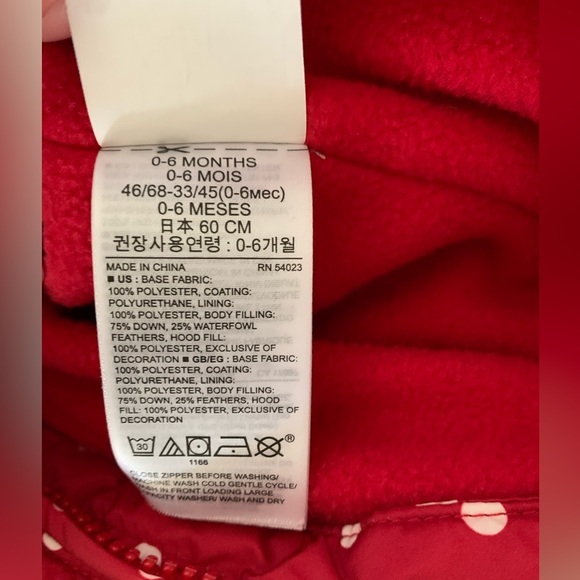 0-6 MONTHS
0-6 MOIS
46/68-33/45(0-6мес)
0-6 MESES
日本 60 CM
권장사용연령 : 0-6개월
MADE IN CHINA RN 54023
■ US : BASE FABRIC:
100% POLYESTER, COATING:
POLYURETHANE, LINING:
100% POLYESTER, BODY FILLING:
75% DOWN, 25% WATERFOWL
FEATHERS, HOOD FILL:
100% POLYESTER, EXCLUSIVE OF
DECORATION ■ GB/EG : BASE FABRIC:
100% POLYESTER, COATING:
POLYURETHANE, LINING:
100% POLYESTER, BODY FILLING:
75% DOWN, 25% FEATHERS, HOOD
FILL: 100% POLYESTER, EXCLUSIVE OF
DECORATION
30 ®
1166
CLOSE ZIPPER BEFORE WASHING/
MACHINE WASH COLD GENTLE CYCLE/
WASH IN FRONT LOADING LARGE
CAPACITY WASHER/ WASH AND DRY